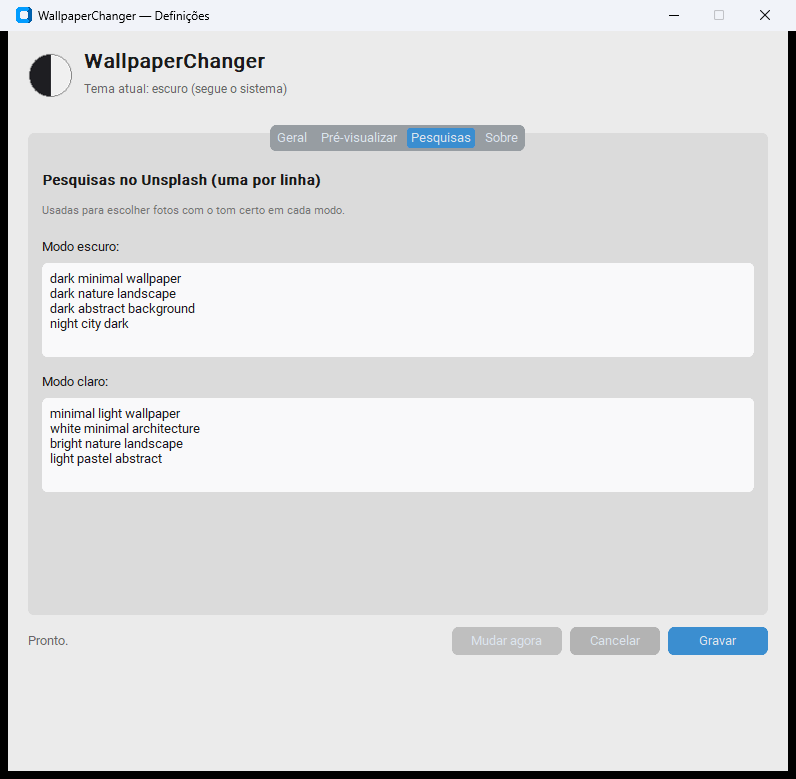 WallpaperChanger — Definições
WallpaperChanger
Tema atual: escuro (segue o sistema)
Geral Pré-visualizar Pesquisas Sobre
Pesquisas no Unsplash (uma por linha)
Usadas para escolher fotos com o tom certo em cada modo.
Modo escuro:
dark minimal wallpaper
dark nature landscape
dark abstract background
night city dark
Modo claro:
minimal light wallpaper
white minimal architecture
bright nature landscape
light pastel abstract
Pronto. Mudar agora Cancelar Gravar